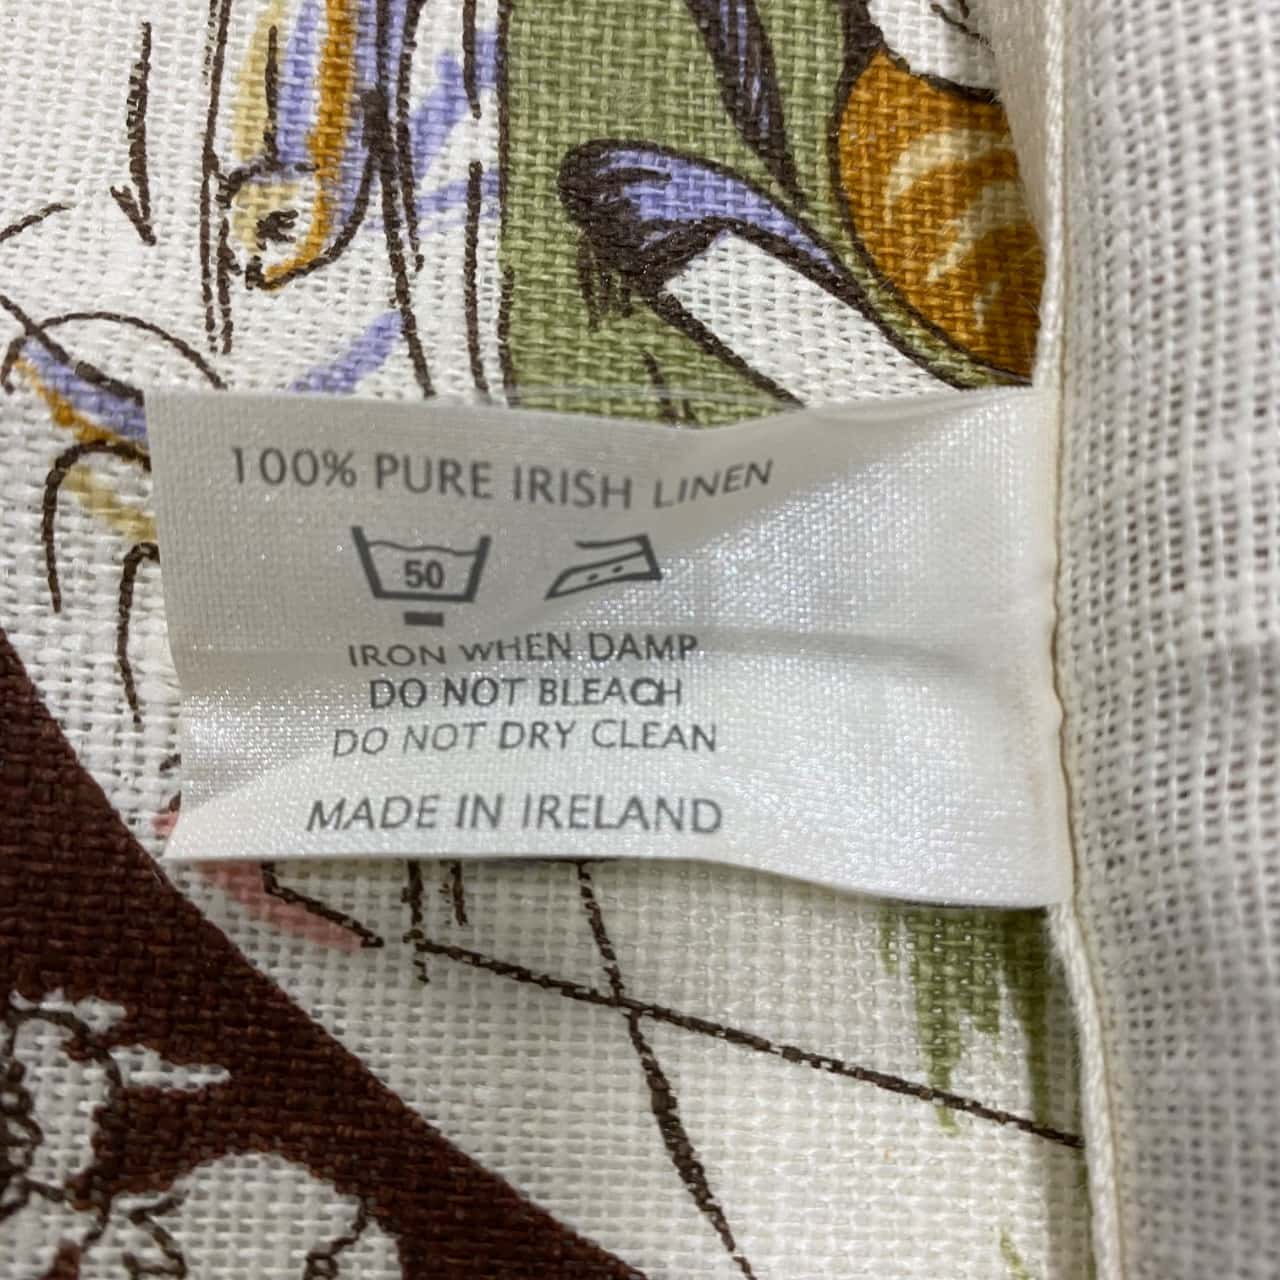 100% PURE IRISH LINEN
50
IRON WHEN DAMP
DO NOT BLEACH
DO NOT DRY CLEAN
MADE IN IRELAND